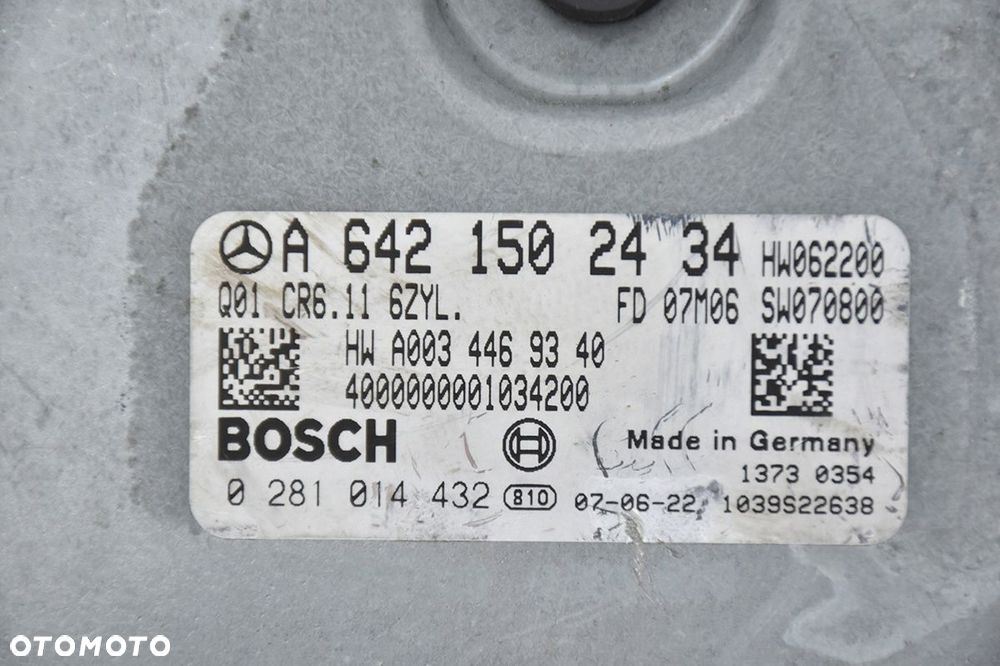 A 642 150 24 34 HW062200
Q01 CR6.11 6ZYL. FD 07M06 SW070800
HW A003 446 93 40
4000000001034200
BOSCH Made in Germany
1373 0354
0 281 014 432 810 07-06-22 1039S22638
OTOMOTO